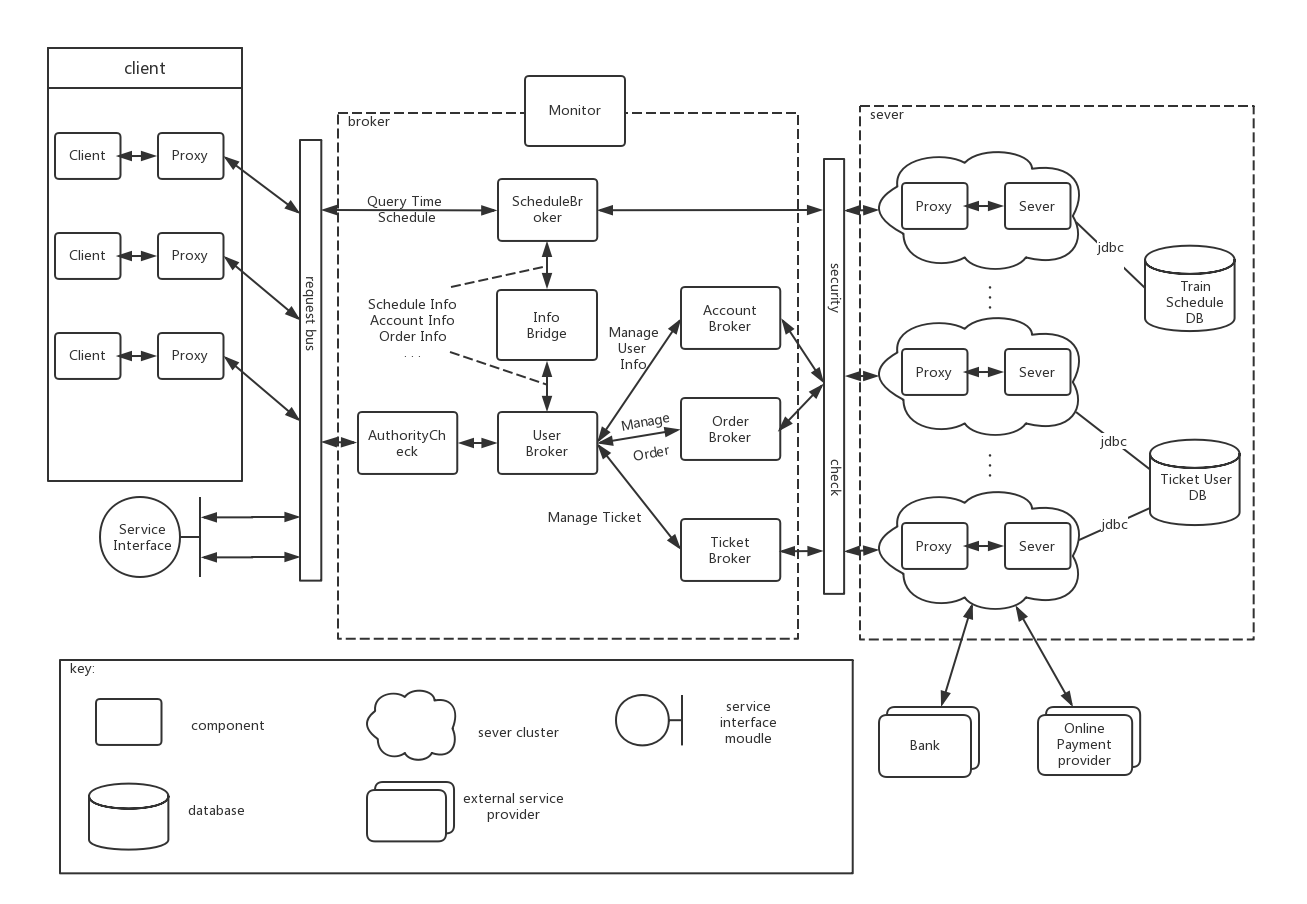 client
Client
Proxy
Client
Proxy
Client
Proxy
Service
Interface
request bus
broker
Monitor
Query Time
Schedule
ScheduleBr
oker
Schedule Info
Account Info
Order Info
...
Info
Bridge
AuthorityCh
eck
User
Broker
Manage
User
Info
Manage
Order
Manage Ticket
Account
Broker
Order
Broker
Ticket
Broker
security
check
sever
Proxy
Sever
jdbc
Train
Schedule
DB
...
Proxy
Sever
jdbc
Ticket User
DB
...
Proxy
Sever
jdbc
Bank
Online
Payment
provider
key:
component
sever cluster
service
interface
moudle
database
external service
provider